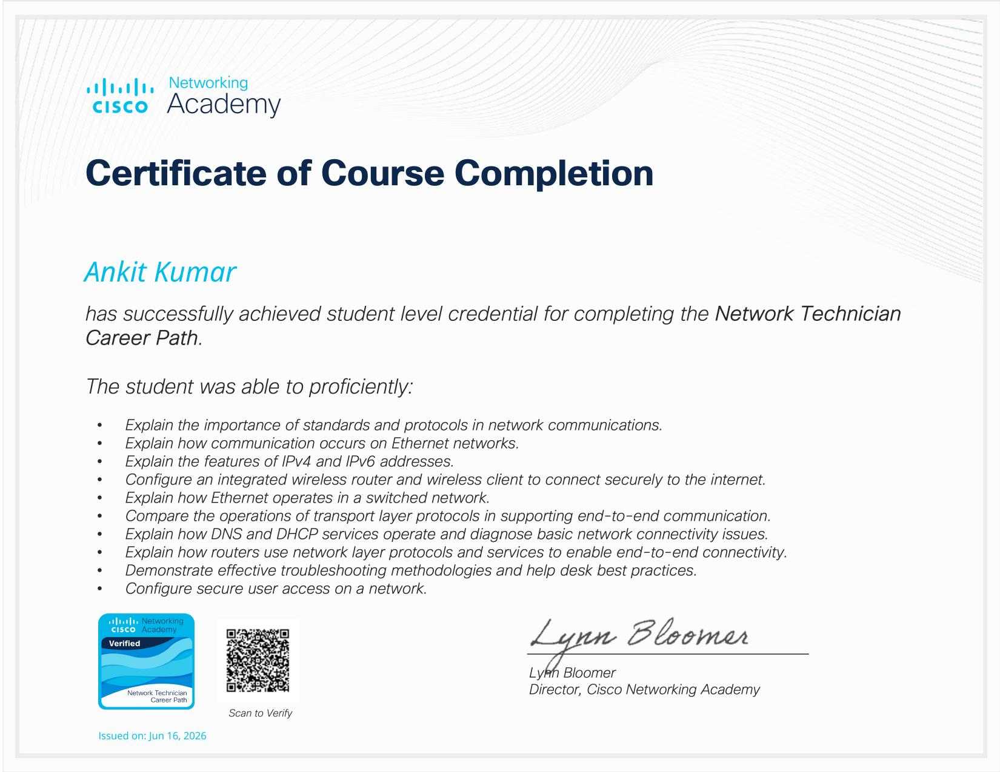 Networking
CISCO Academy
Certificate of Course Completion
Ankit Kumar
has successfully achieved student level credential for completing the Network Technician
Career Path.
The student was able to proficiently:
• Explain the importance of standards and protocols in network communications.
• Explain how communication occurs on Ethernet networks.
• Explain the features of IPv4 and IPv6 addresses.
• Configure an integrated wireless router and wireless client to connect securely to the internet.
• Explain how Ethernet operates in a switched network.
• Compare the operations of transport layer protocols in supporting end-to-end communication.
• Explain how DNS and DHCP services operate and diagnose basic network connectivity issues.
• Explain how routers use network layer protocols and services to enable end-to-end connectivity.
• Demonstrate effective troubleshooting methodologies and help desk best practices.
• Configure secure user access on a network.
Networking
CISCO Academy
Verified
Network Technician
Career Path
Scan to Verify
Issued on: Jun 16, 2026
Lynn Bloomer
Lynn Bloomer
Director, Cisco Networking Academy